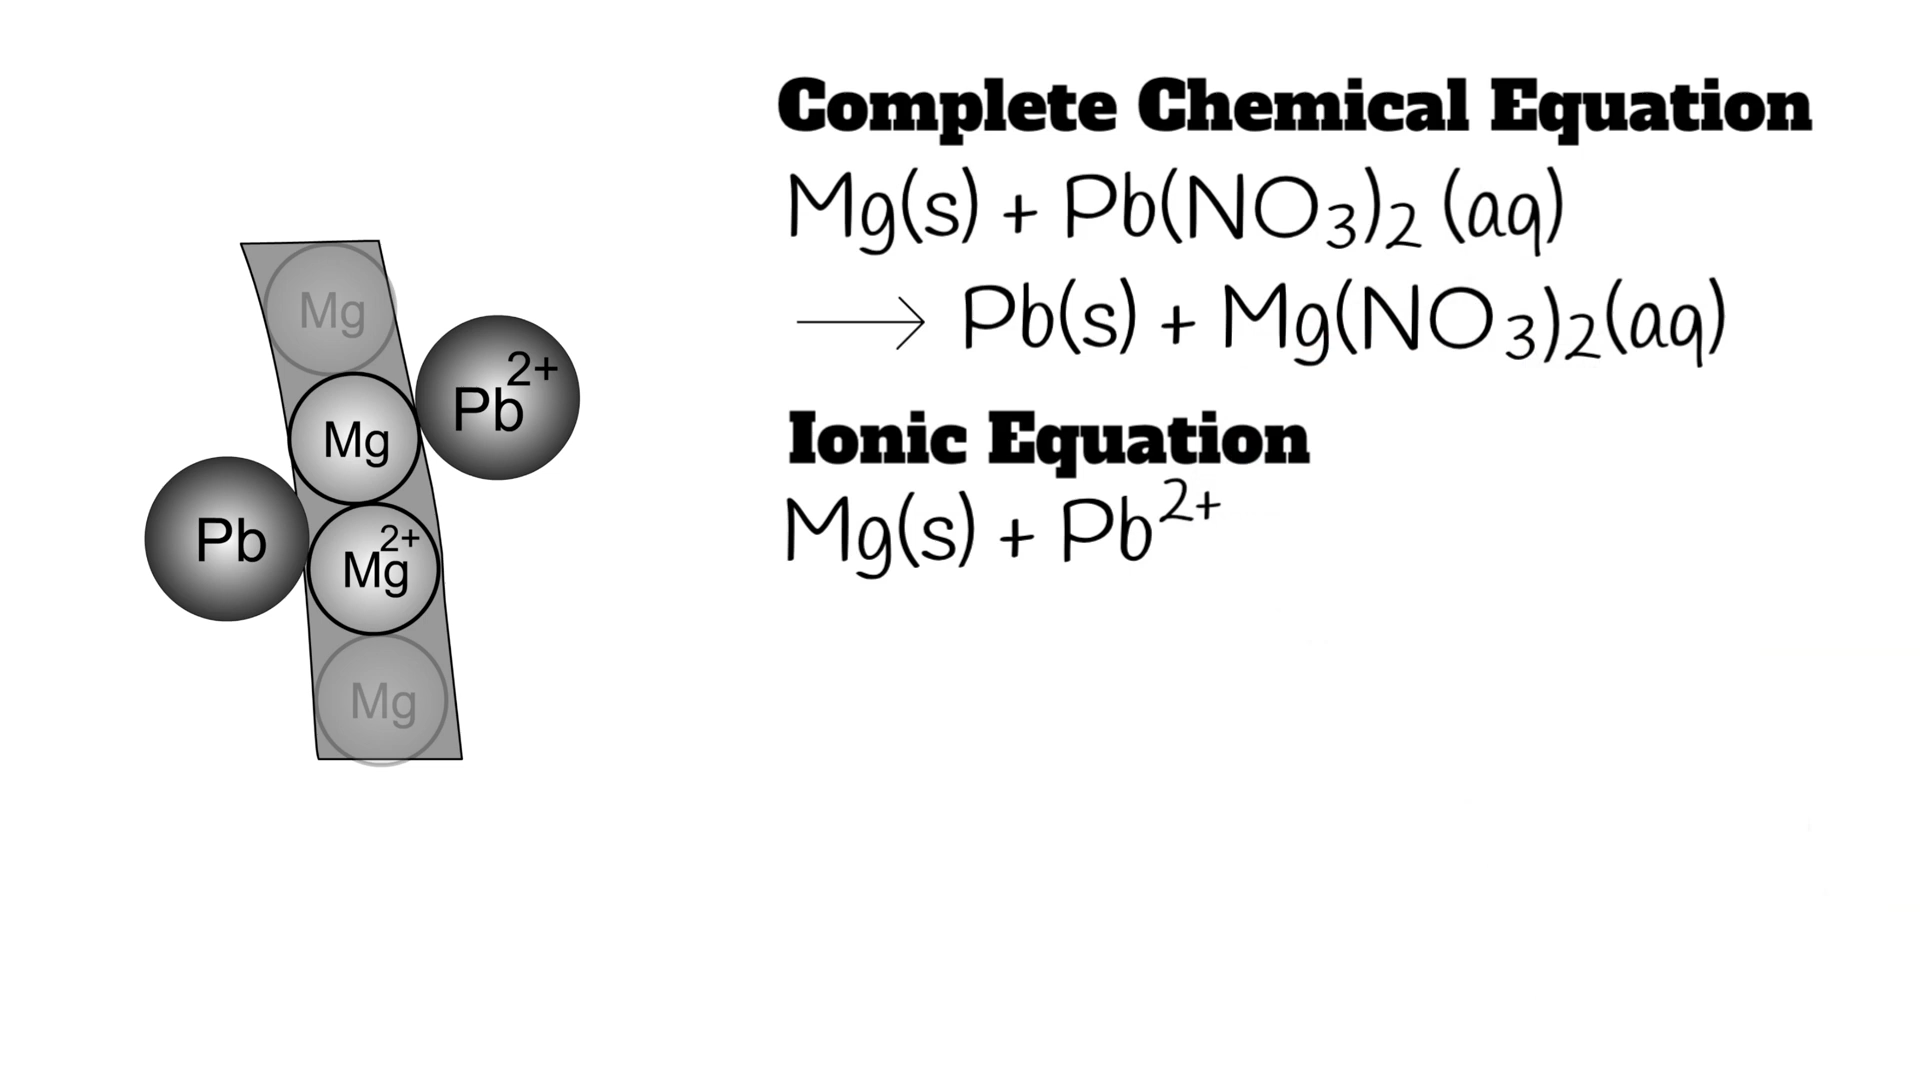 Complete Chemical Equation
Mg(s) + Pb(NO₃)₂ (aq)
⟶ Pb(s) + Mg(NO₃)₂(aq)
Ionic Equation
Mg(s) + Pb²⁺
Mg
Pb²⁺
Mg
Pb
Mg²⁺
Mg